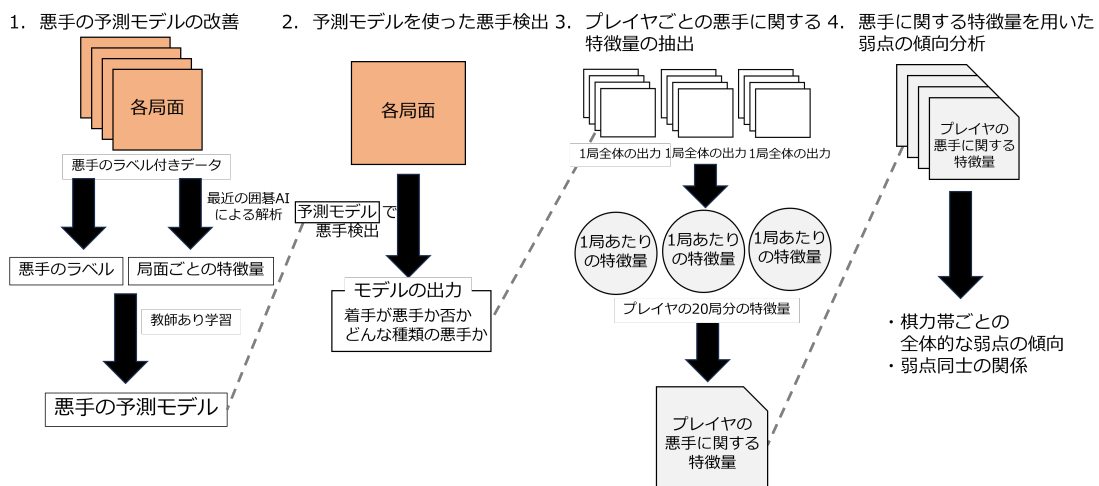 1．悪手の予測モデルの改善
各局面
悪手のラベル付きデータ
最近の囲碁AI
による解析
悪手のラベル
局面ごとの特徴量
教師あり学習
悪手の予測モデル
2．予測モデルを使った悪手検出
各局面
予測モデル で
悪手検出
モデルの出力
着手が悪手か否か
どんな種類の悪手か
3．プレイヤごとの悪手に関する
特徴量の抽出
1局全体の出力
1局全体の出力
1局全体の出力
1局あたり
の特徴量
1局あたり
の特徴量
1局あたり
の特徴量
プレイヤの20局分の特徴量
プレイヤの
悪手に関する
特徴量
4．悪手に関する特徴量を用いた
弱点の傾向分析
プレイヤの
悪手に関する
特徴量
・棋力帯ごとの
全体的な弱点の傾向
・弱点同士の関係